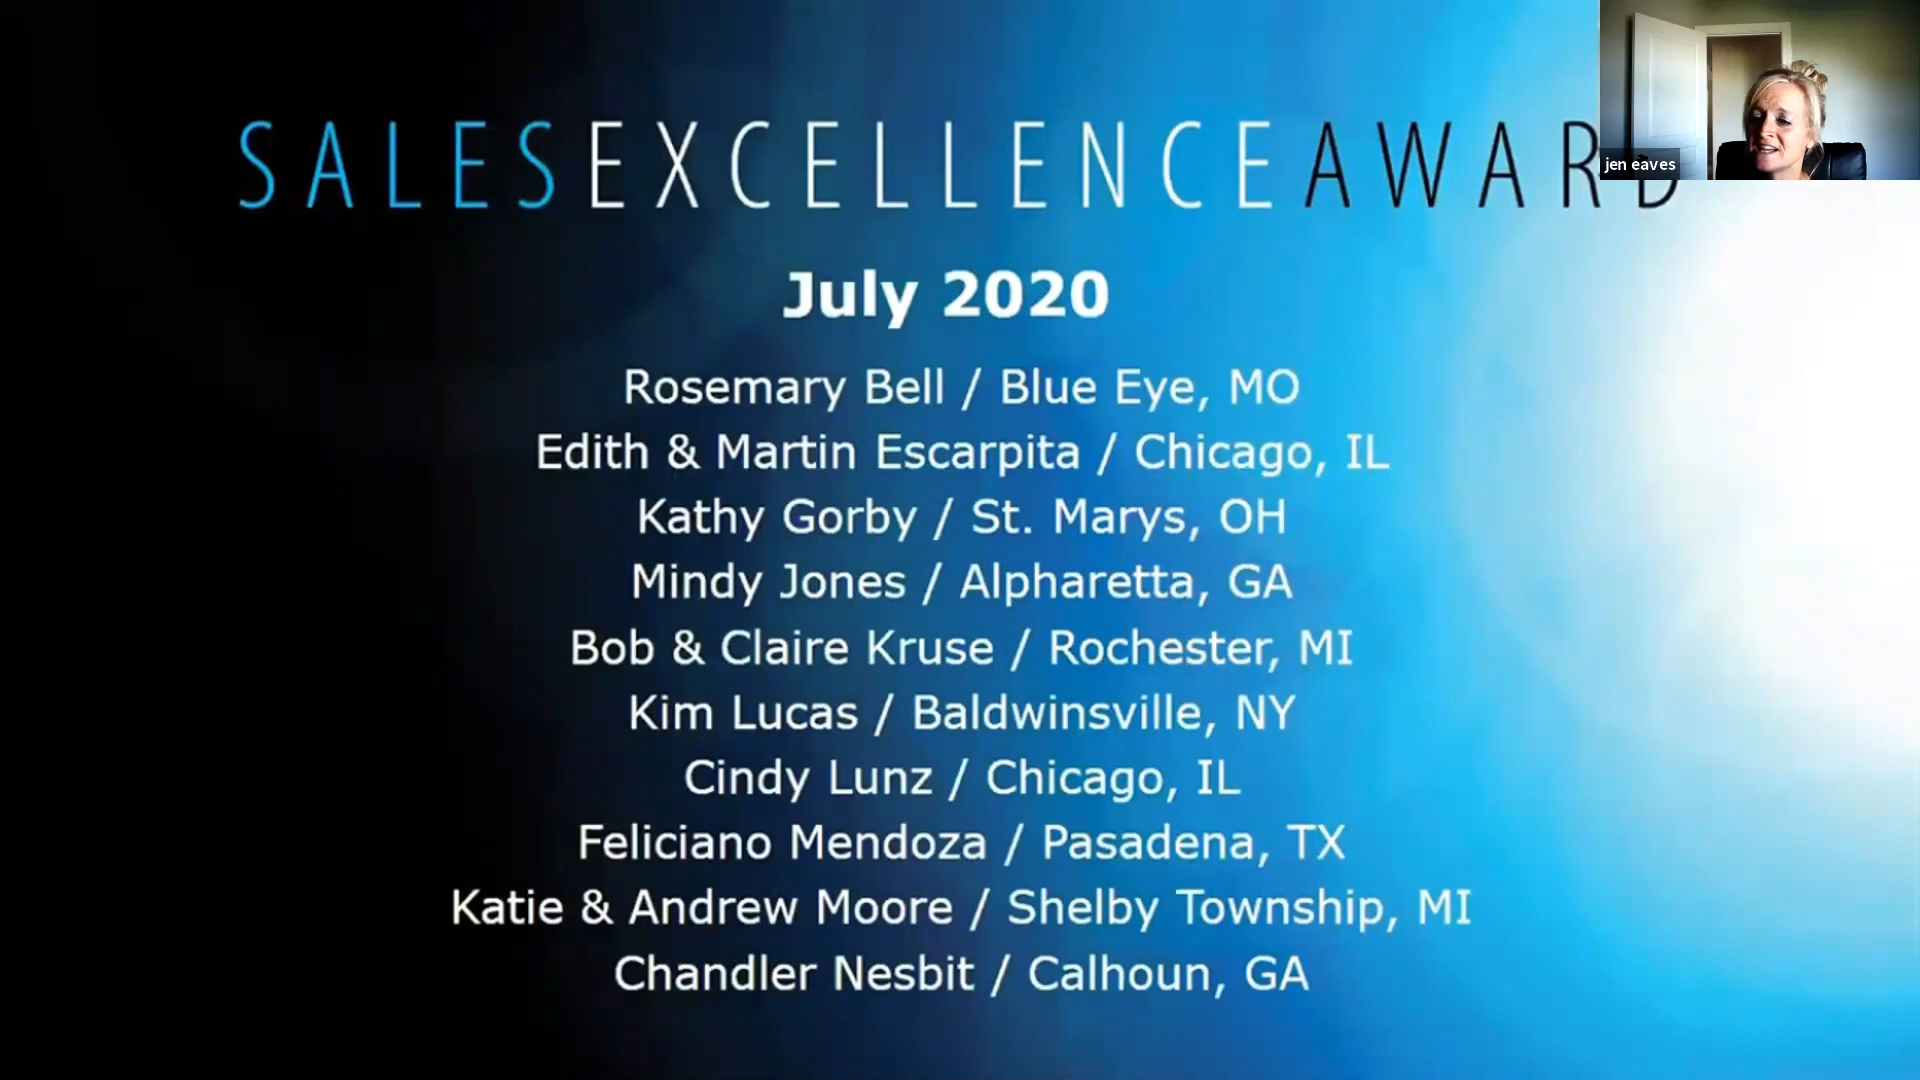 SALESEXCELLENCEAWARD
jen eaves
July 2020
Rosemary Bell / Blue Eye, MO
Edith & Martin Escarpita / Chicago, IL
Kathy Gorby / St. Marys, OH
Mindy Jones / Alpharetta, GA
Bob & Claire Kruse / Rochester, MI
Kim Lucas / Baldwinsville, NY
Cindy Lunz / Chicago, IL
Feliciano Mendoza / Pasadena, TX
Katie & Andrew Moore / Shelby Township, MI
Chandler Nesbit / Calhoun, GA